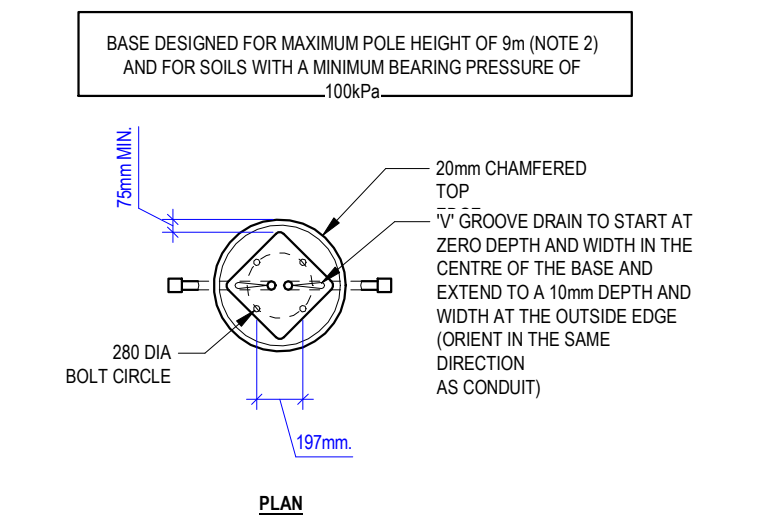 BASE DESIGNED FOR MAXIMUM POLE HEIGHT OF 9m (NOTE 2)
AND FOR SOILS WITH A MINIMUM BEARING PRESSURE OF
100kPa
75mm MIN.
20mm CHAMFERED
TOP
'V' GROOVE DRAIN TO START AT
ZERO DEPTH AND WIDTH IN THE
CENTRE OF THE BASE AND
EXTEND TO A 10mm DEPTH AND
WIDTH AT THE OUTSIDE EDGE
(ORIENT IN THE SAME
DIRECTION
AS CONDUIT)
280 DIA
BOLT CIRCLE
197mm.
PLAN